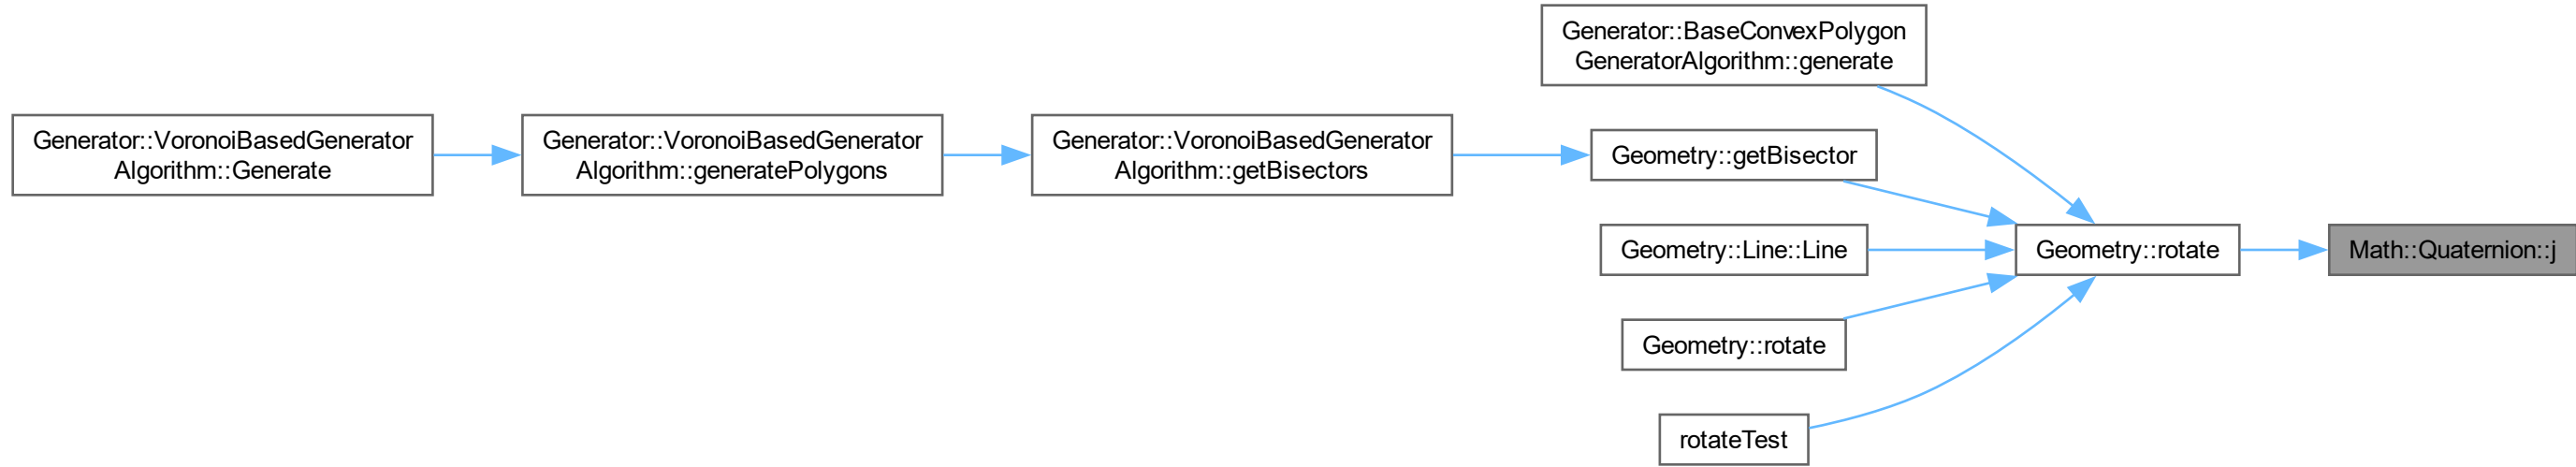 Generator::BaseConvexPolygon
GeneratorAlgorithm::generate
Generator::VoronoiBasedGenerator
Algorithm::Generate
Generator::VoronoiBasedGenerator
Algorithm::generatePolygons
Generator::VoronoiBasedGenerator
Algorithm::getBisectors
Geometry::getBisector
Geometry::Line::Line
Geometry::rotate
Math::Quaternion::j
Geometry::rotate
rotateTest